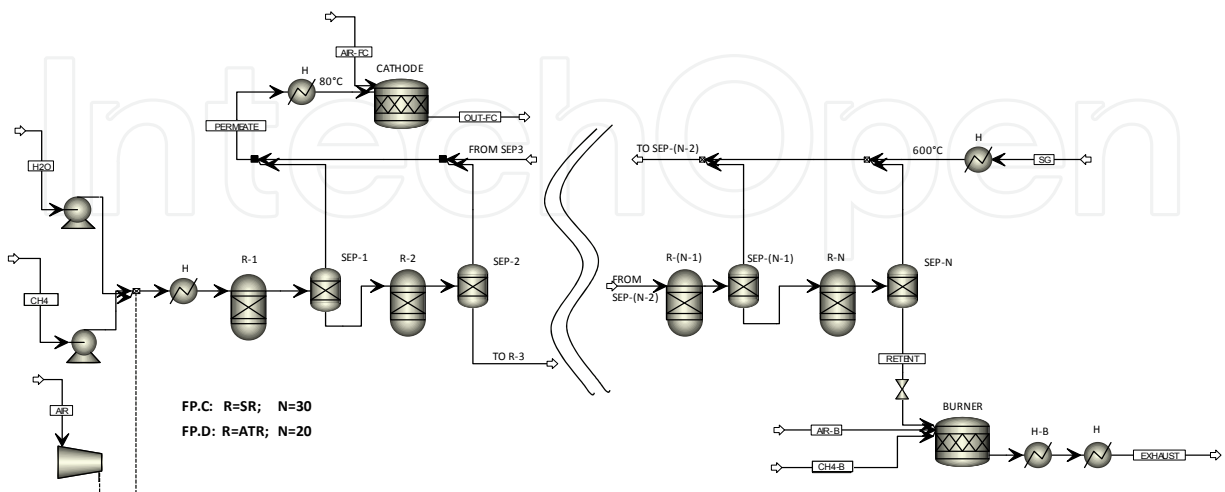 IntechOpen
H
80°C
AIR-FC
CATHODE
OUT-FC
PERMEATE
FROM SEP3
TO SEP-(N-2)
600°C
H
SG
H2O
H
R-1
SEP-1
R-2
SEP-2
R-(N-1)
SEP-(N-1)
R-N
SEP-N
FROM
SEP-(N-2)
CH4
TO R-3
RETENT
AIR
FP.C: R=SR; N=30
FP.D: R=ATR; N=20
BURNER
AIR-B
CH4-B
H-B
H
EXHAUST